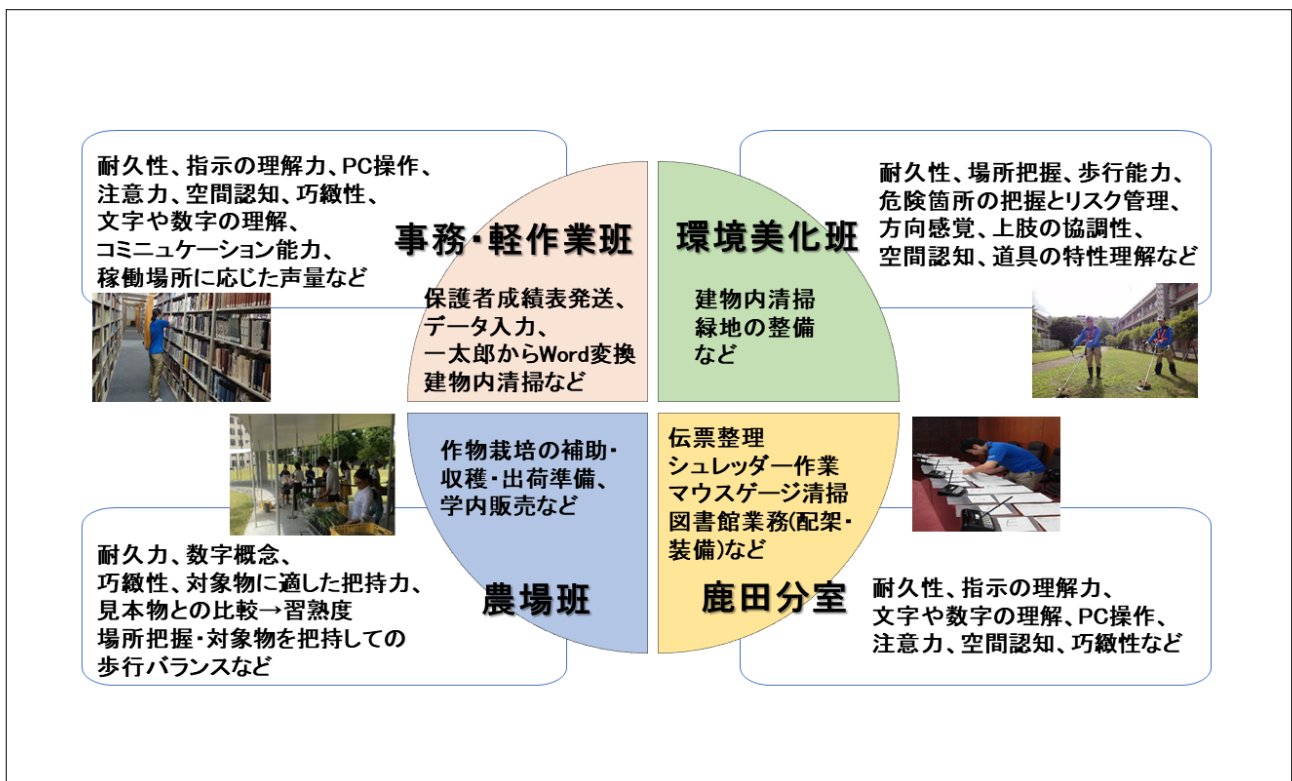 耐久性、指示の理解力、PC操作、
注意力、空間認知、巧緻性、
文字や数字の理解、
コミニュケーション能力、
稼働場所に応じた声量など
事務・軽作業班
保護者成績表発送、
データ入力、
一太郎からWord変換
建物内清掃など
環境美化班
建物内清掃
緑地の整備
など
耐久性、場所把握、歩行能力、
危険箇所の把握とリスク管理、
方向感覚、上肢の協調性、
空間認知、道具の特性理解など
作物栽培の補助・
収穫・出荷準備、
学内販売など
農場班
耐久力、数字概念、
巧緻性、対象物に適した把持力、
見本物との比較→習熟度
場所把握・対象物を把持しての
歩行バランスなど
伝票整理
シュレッダー作業
マウスゲージ清掃
図書館業務(配架・
装備)など
鹿田分室
耐久性、指示の理解力、
文字や数字の理解、PC操作、
注意力、空間認知、巧緻性など